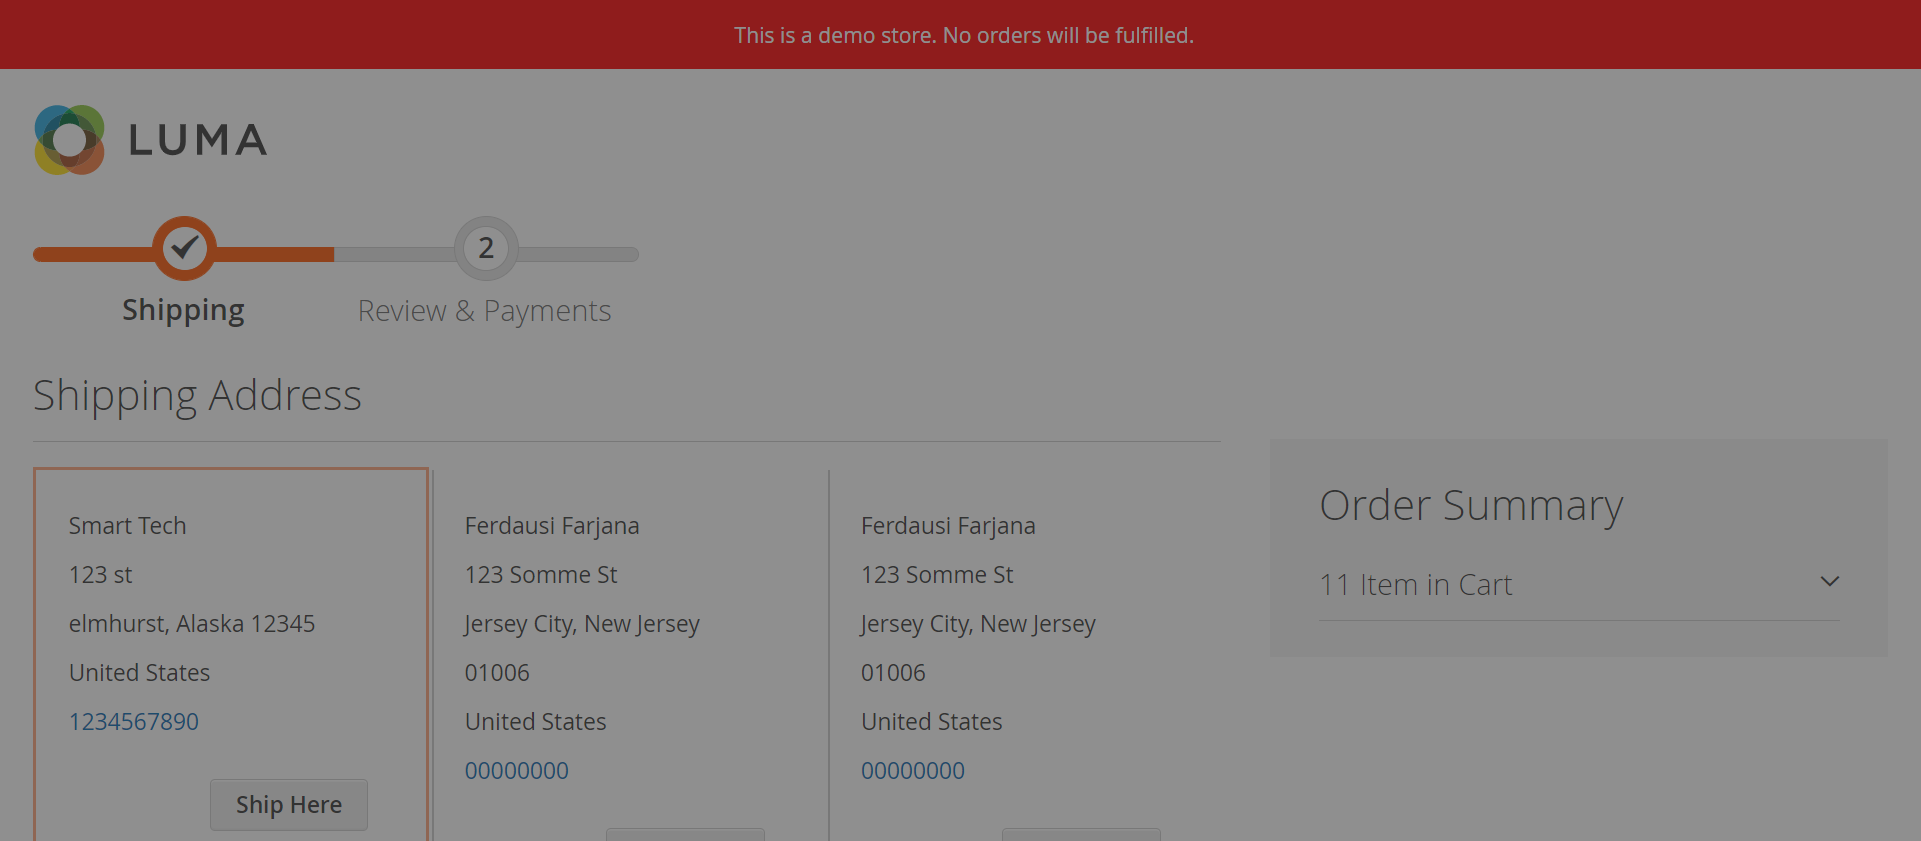 This is a demo store. No orders will be fulfilled.
LUMA
2
Shipping
Review & Payments
Shipping Address
Smart Tech
123 st
elmhurst, Alaska 12345
United States
1234567890
Ship Here
Ferdausi Farjana
123 Somme St
Jersey City, New Jersey
01006
United States
00000000
Ferdausi Farjana
123 Somme St
Jersey City, New Jersey
01006
United States
00000000
Order Summary
11 Item in Cart